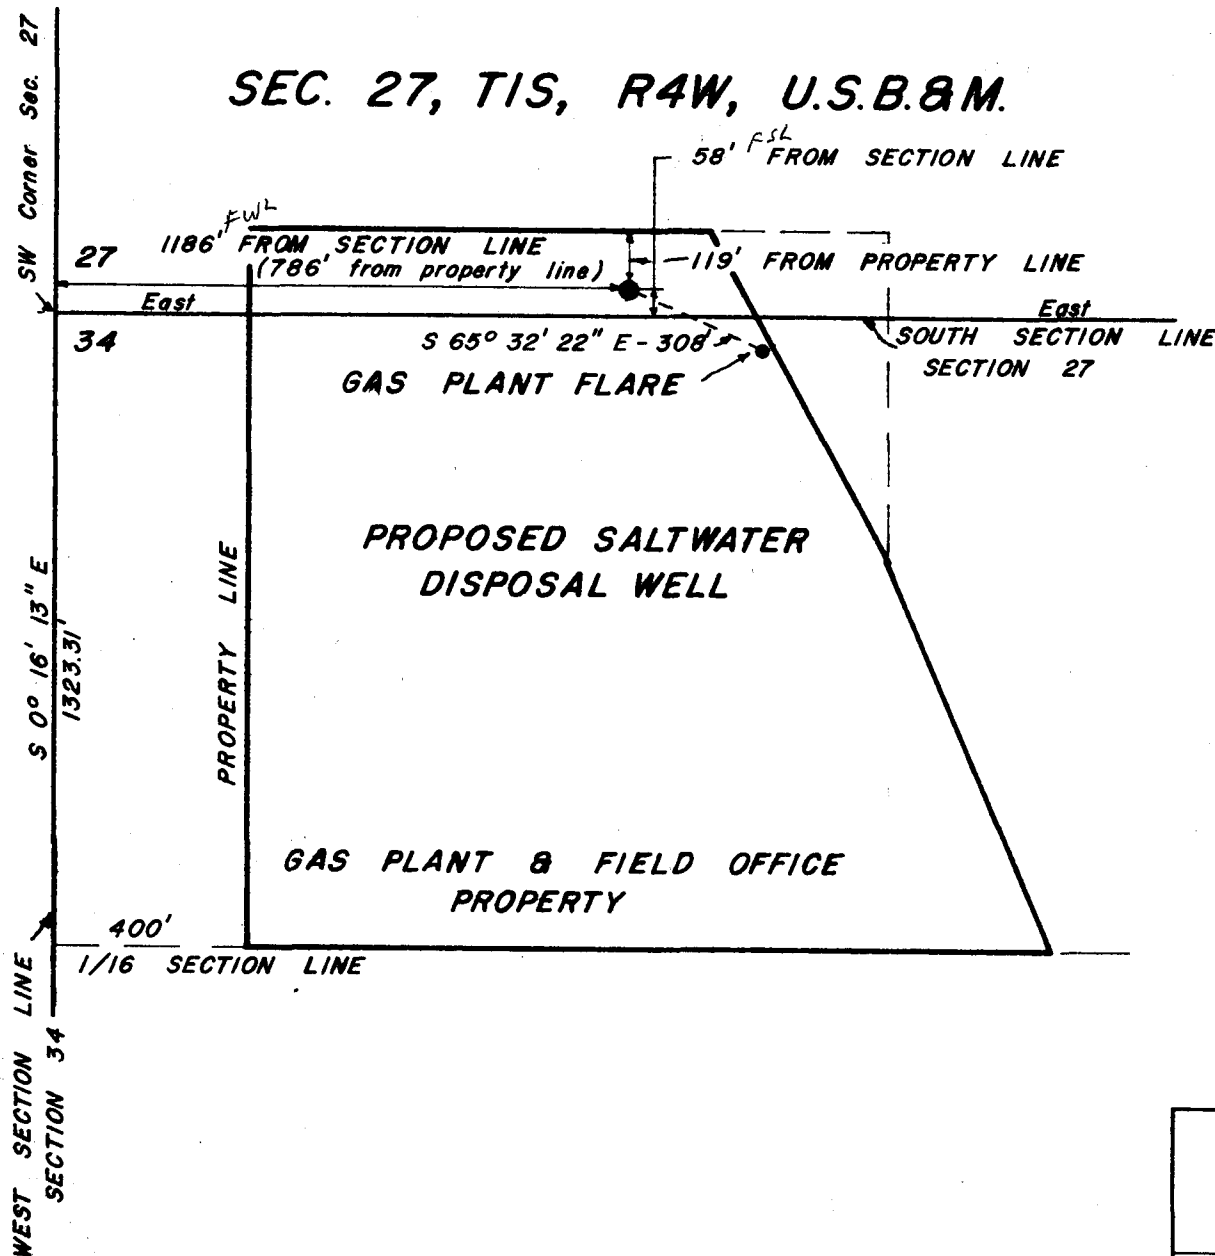 SW Corner Sec. 27
SEC. 27, T1S, R4W, U.S.B.&M.
58' FSL FROM SECTION LINE
FWL
1186' FROM SECTION LINE
(786' from property line)
119' FROM PROPERTY LINE
27
East
East
34
S 65° 32' 22" E - 308'
SOUTH SECTION LINE
SECTION 27
GAS PLANT FLARE
PROPOSED SALTWATER
DISPOSAL WELL
PROPERTY LINE
S 0° 16' 13" E
1323.31'
GAS PLANT & FIELD OFFICE
PROPERTY
400'
1/16 SECTION LINE
WEST SECTION LINE
SECTION 34